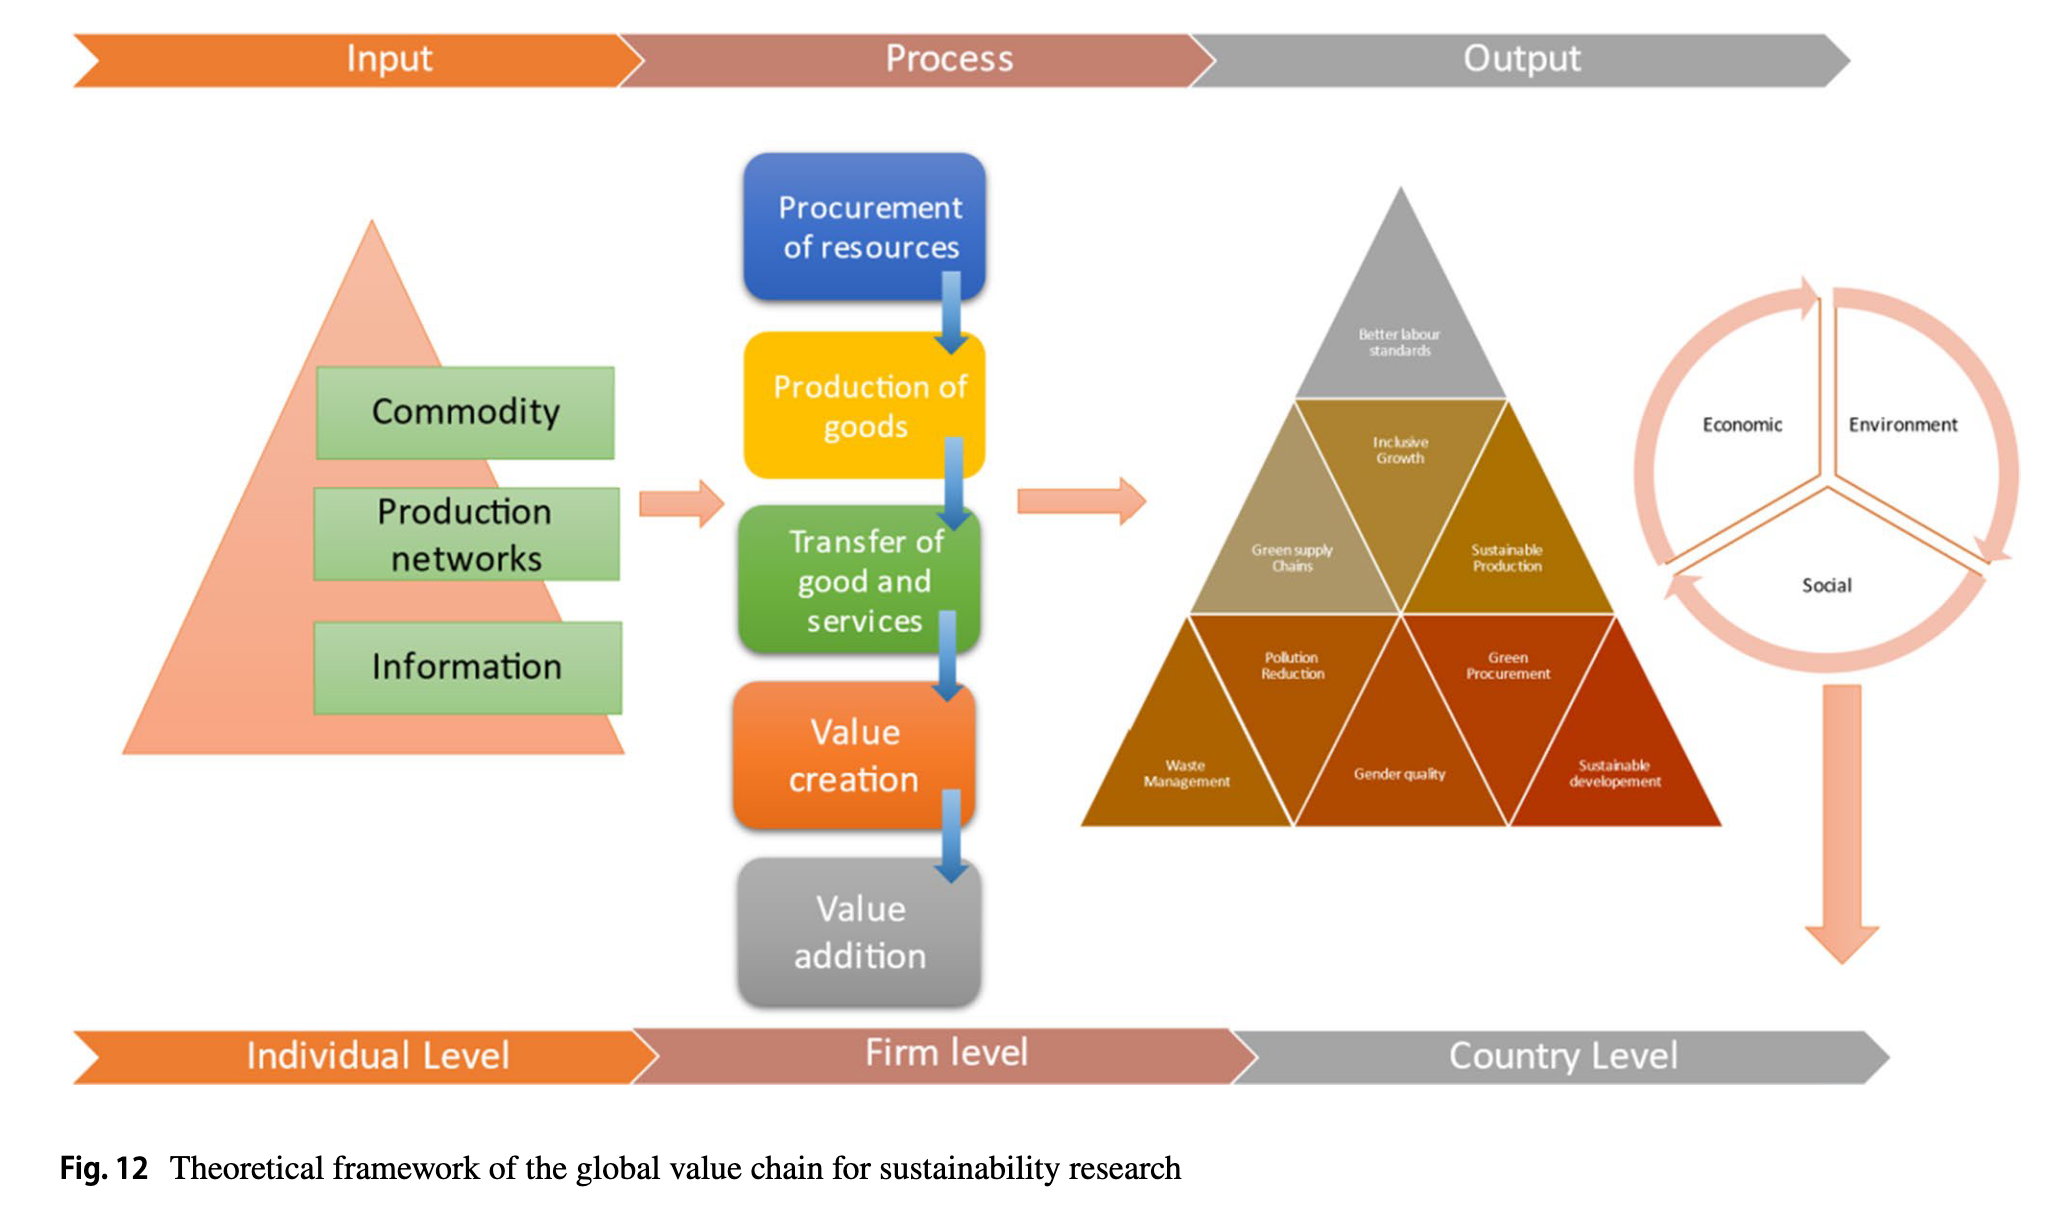 Input
Process
Output
Commodity
Production
networks
Information
Procurement
of resources
Production of
goods
Transfer of
good and
services
Value
creation
Value
addition
Better labour
standards
Inclusive
Growth
Green supply
Chains
Sustainable
Production
Pollution
Reduction
Green
Procurement
Waste
Management
Gender quality
Sustainable
developement
Economic
Environment
Social
Individual Level
Firm level
Country Level
Fig. 12 Theoretical framework of the global value chain for sustainability research